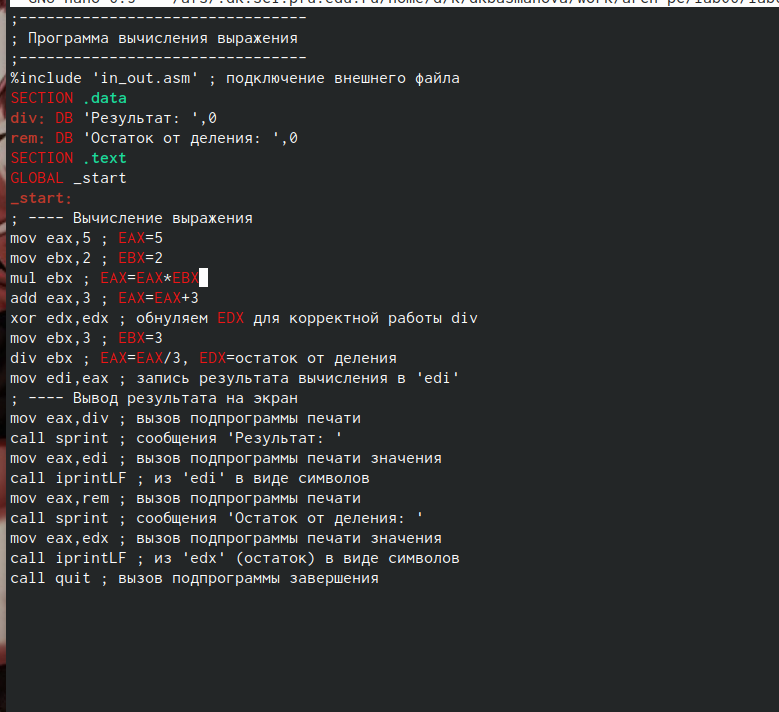 ;--------------------------------
; Программа вычисления выражения
;--------------------------------
%include 'in_out.asm' ; подключение внешнего файла
SECTION .data
div: DB 'Результат: ',0
rem: DB 'Остаток от деления: ',0
SECTION .text
GLOBAL _start
_start:
; ---- Вычисление выражения
mov eax,5 ; EAX=5
mov ebx,2 ; EBX=2
mul ebx ; EAX=EAX*EBX
add eax,3 ; EAX=EAX+3
xor edx,edx ; обнуляем EDX для корректной работы div
mov ebx,3 ; EBX=3
div ebx ; EAX=EAX/3, EDX=остаток от деления
mov edi,eax ; запись результата вычисления в 'edi'
; ---- Вывод результата на экран
mov eax,div ; вызов подпрограммы печати
call sprint ; сообщения 'Результат: '
mov eax,edi ; вызов подпрограммы печати значения
call iprintLF ; из 'edi' в виде символов
mov eax,rem ; вызов подпрограммы печати
call sprint ; сообщения 'Остаток от деления: '
mov eax,edx ; вызов подпрограммы печати значения
call iprintLF ; из 'edx' (остаток) в виде символов
call quit ; вызов подпрограммы завершения